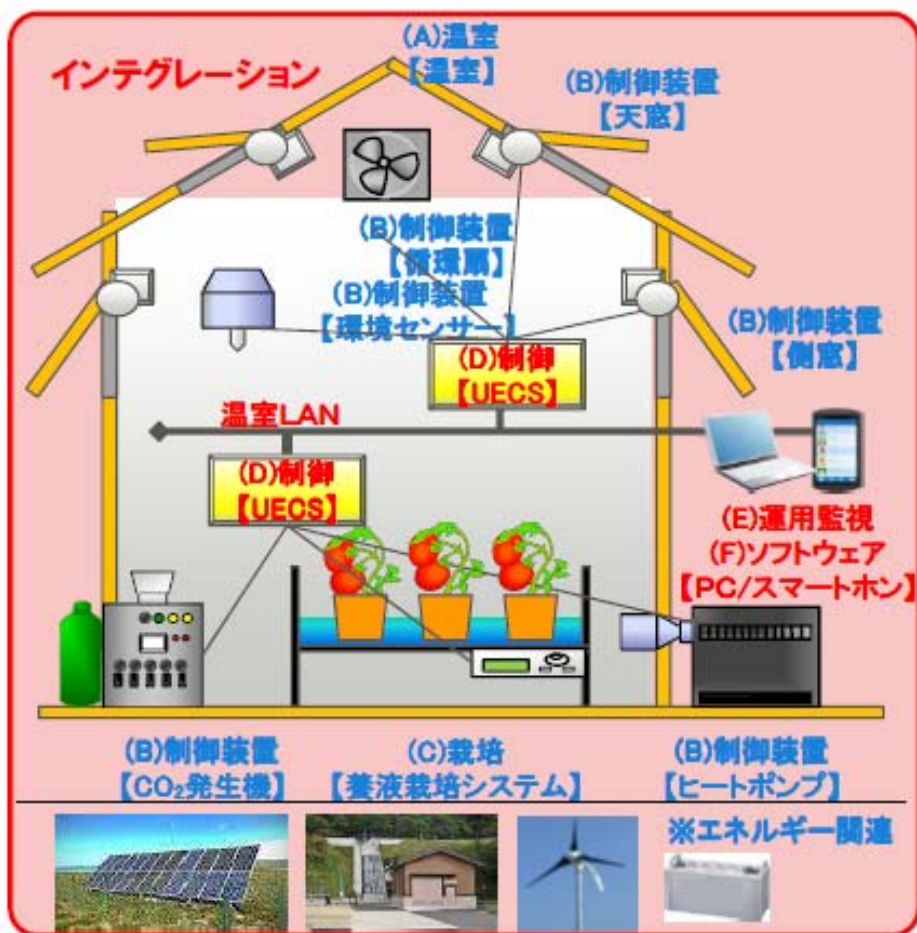 (A)温室
【温室】
インテグレーション
(B)制御装置
【天窓】
(B)制御装置
【循環扇】
(B)制御装置
【環境センサー】
(B)制御装置
【側窓】
(D)制御
【UECS】
温室LAN
(D)制御
【UECS】
(E)運用監視
(F)ソフトウェア
【PC/スマートホン】
(B)制御装置
【CO₂発生機】
(C)栽培
【養液栽培システム】
(B)制御装置
【ヒートポンプ】
※エネルギー関連